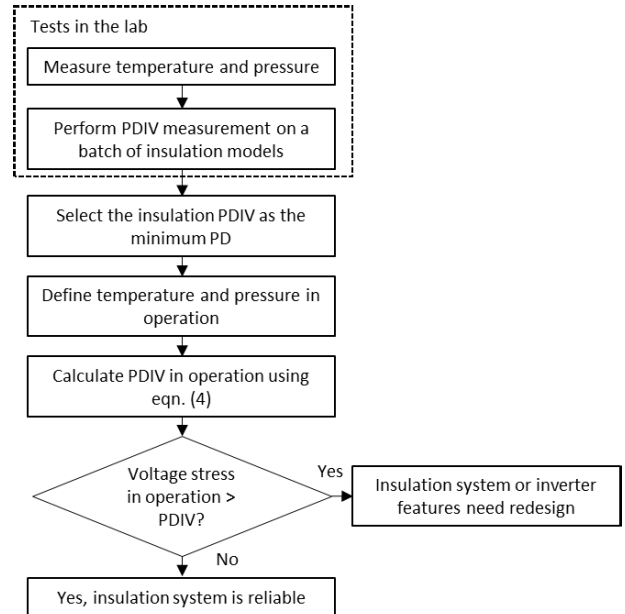 Tests in the lab
Measure temperature and pressure
Perform PDIV measurement on a
batch of insulation models
Select the insulation PDIV as the
minimum PD
Define temperature and pressure in
operation
Calculate PDIV in operation using
eqn. (4)
Voltage stress
in operation >
PDIV?
Yes
Insulation system or inverter
features need redesign
No
Yes, insulation system is reliable